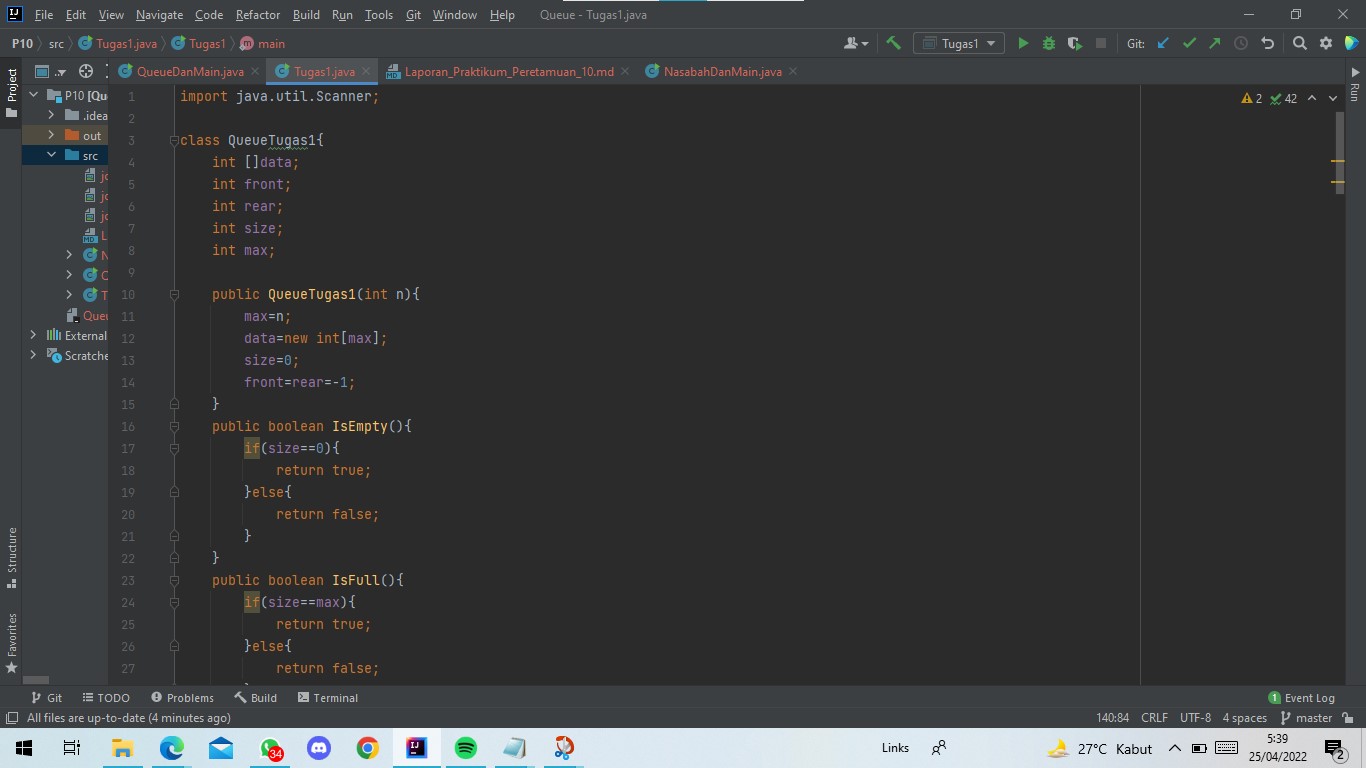 File Edit View Navigate Code Refactor Build Run Tools Git Window Help Queue - Tugas1.java
P10 src Tugas1.java Tugas1 main Tugas1 Git:
QueueDanMain.java Tugas1.java Laporan_Praktikum_Peretamuan_10.md NasabahDanMain.java
Project
P10 [Que
.idea
out
src
External
Scratche
Structure
Favorites
Run
2 42
1 import java.util.Scanner;
2
3 class QueueTugas1{
4 int []data;
5 int front;
6 int rear;
7 int size;
8 int max;
9
10 public QueueTugas1(int n){
11 max=n;
12 data=new int[max];
13 size=0;
14 front=rear=-1;
15 }
16 public boolean IsEmpty(){
17 if(size==0){
18 return true;
19 }else{
20 return false;
21 }
22 }
23 public boolean IsFull(){
24 if(size==max){
25 return true;
26 }else{
27 return false;
Git TODO Problems Build Terminal 1 Event Log
All files are up-to-date (4 minutes ago) 140:84 CRLF UTF-8 4 spaces master
34 Links 27°C Kabut 5:39
25/04/2022 2